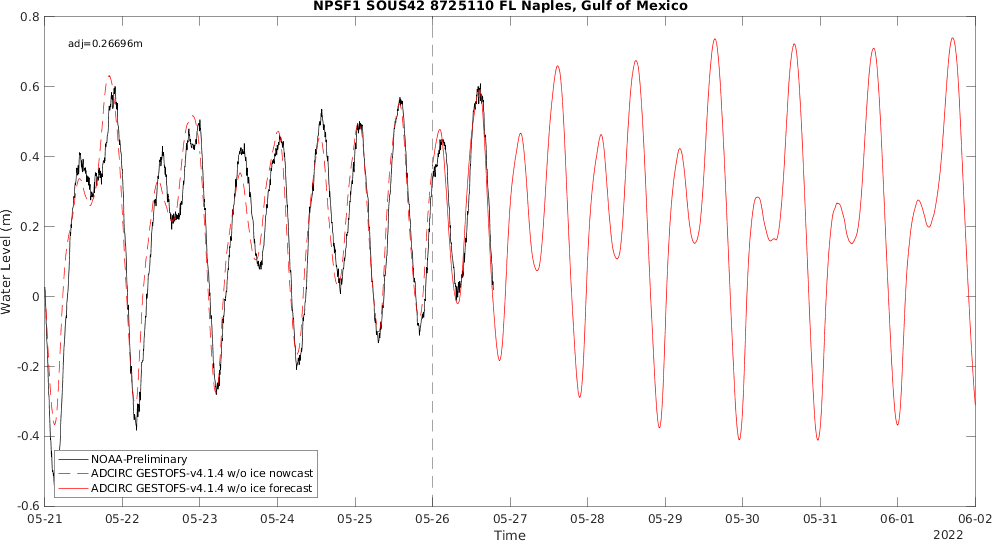 NPSF1 SOUS42 8725110 FL Naples, Gulf of Mexico
adj=0.26696m
0.8
0.6
0.4
0.2
0
-0.2
-0.4
-0.6
Water Level (m)
NOAA-Preliminary
ADCIRC GESTOFS-v4.1.4 w/o ice nowcast
ADCIRC GESTOFS-v4.1.4 w/o ice forecast
05-21 05-22 05-23 05-24 05-25 05-26 05-27 05-28 05-29 05-30 05-31 06-01 06-02
Time
2022